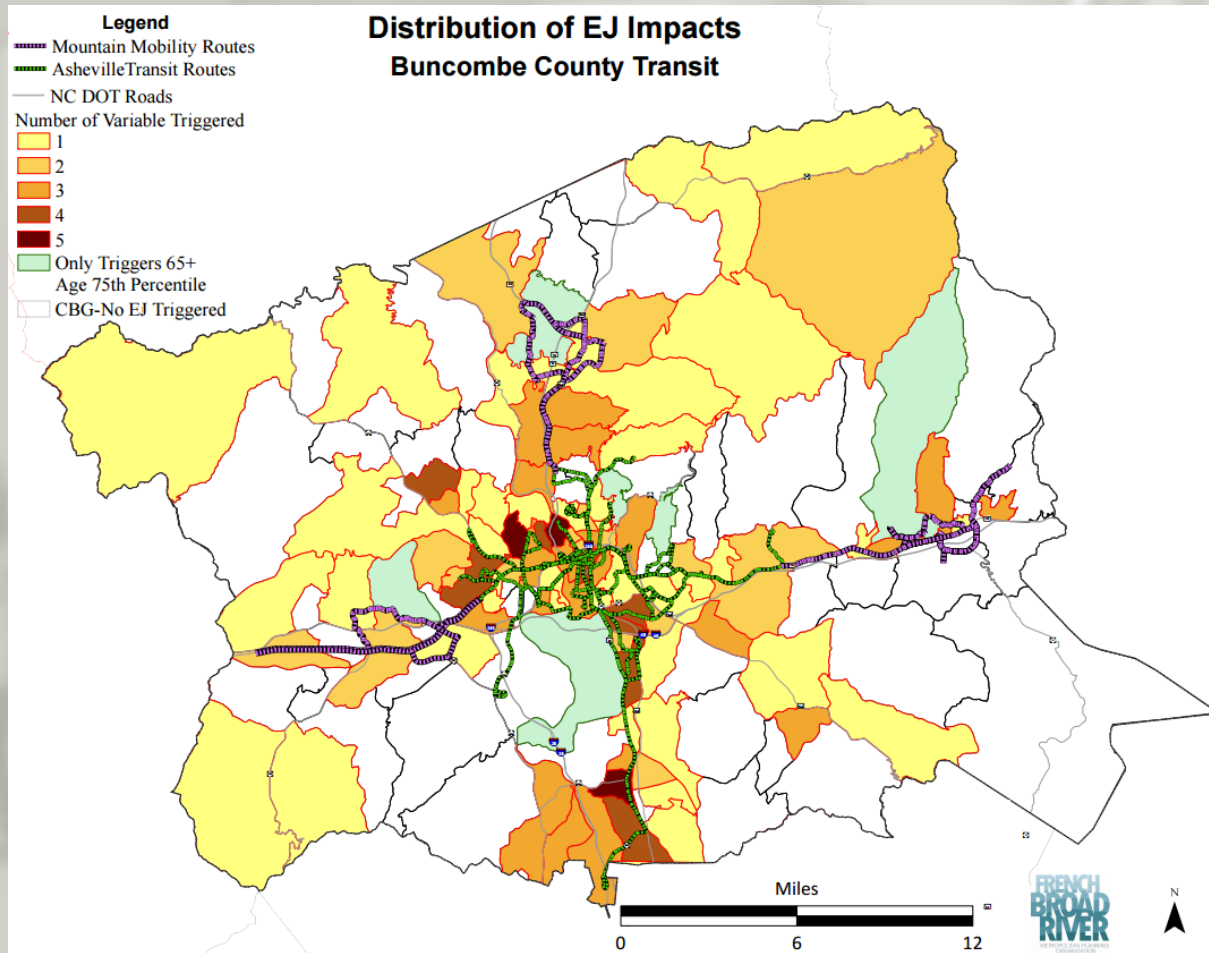 Distribution of EJ Impacts
Buncombe County Transit
Legend
Mountain Mobility Routes
AshevilleTransit Routes
NC DOT Roads
Number of Variable Triggered
1
2
3
4
5
Only Triggers 65+
Age 75th Percentile
CBG-No EJ Triggered
Miles
0 6 12
FRENCH
BROAD
RIVER
METROPOLITAN PLANNING
ORGANIZATION
N